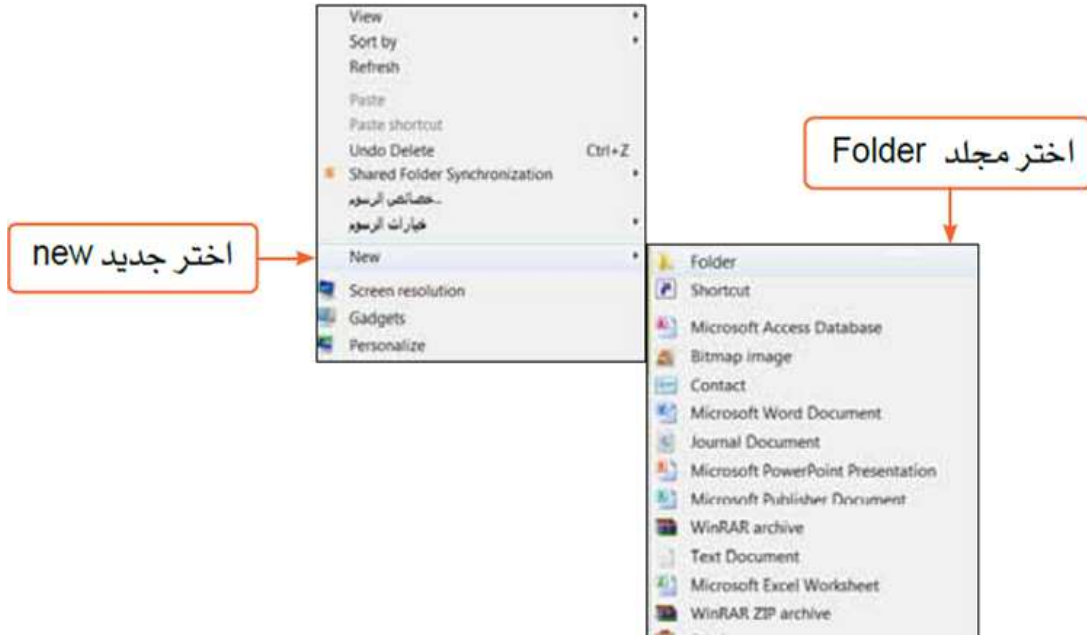 View
Sort by
Refresh
Paste
Paste shortcut
Undo Delete Ctrl+Z
Shared Folder Synchronization
خصائص الرسوم...
خيارات الرسوم
New
Screen resolution
Gadgets
Personalize
اختر جديد new
اختر مجلد Folder
Folder
Shortcut
Microsoft Access Database
Bitmap image
Contact
Microsoft Word Document
Journal Document
Microsoft PowerPoint Presentation
Microsoft Publisher Document
WinRAR archive
Text Document
Microsoft Excel Worksheet
WinRAR ZIP archive